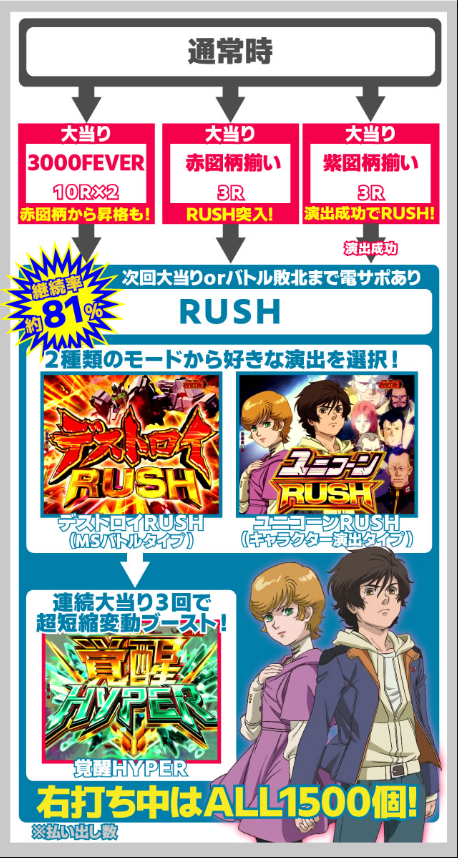 通常時
大当り
3000FEVER
10R×2
赤図柄から昇格も!
大当り
赤図柄揃い
3R
RUSH突入!
大当り
紫図柄揃い
3R
演出成功でRUSH!
演出成功
継続率
約81%
次回大当りorバトル敗北まで電サポあり
RUSH
2種類のモードから好きな演出を選択!
デストロイ
RUSH
ユニコーン
RUSH
デストロイRUSH
(MSバトルタイプ)
ユニコーンRUSH
(キャラクター演出タイプ)
連続大当り3回で
超短縮変動ブースト!
覚醒
HYPER
覚醒HYPER
右打ち中はALL1500個!
※払い出し数